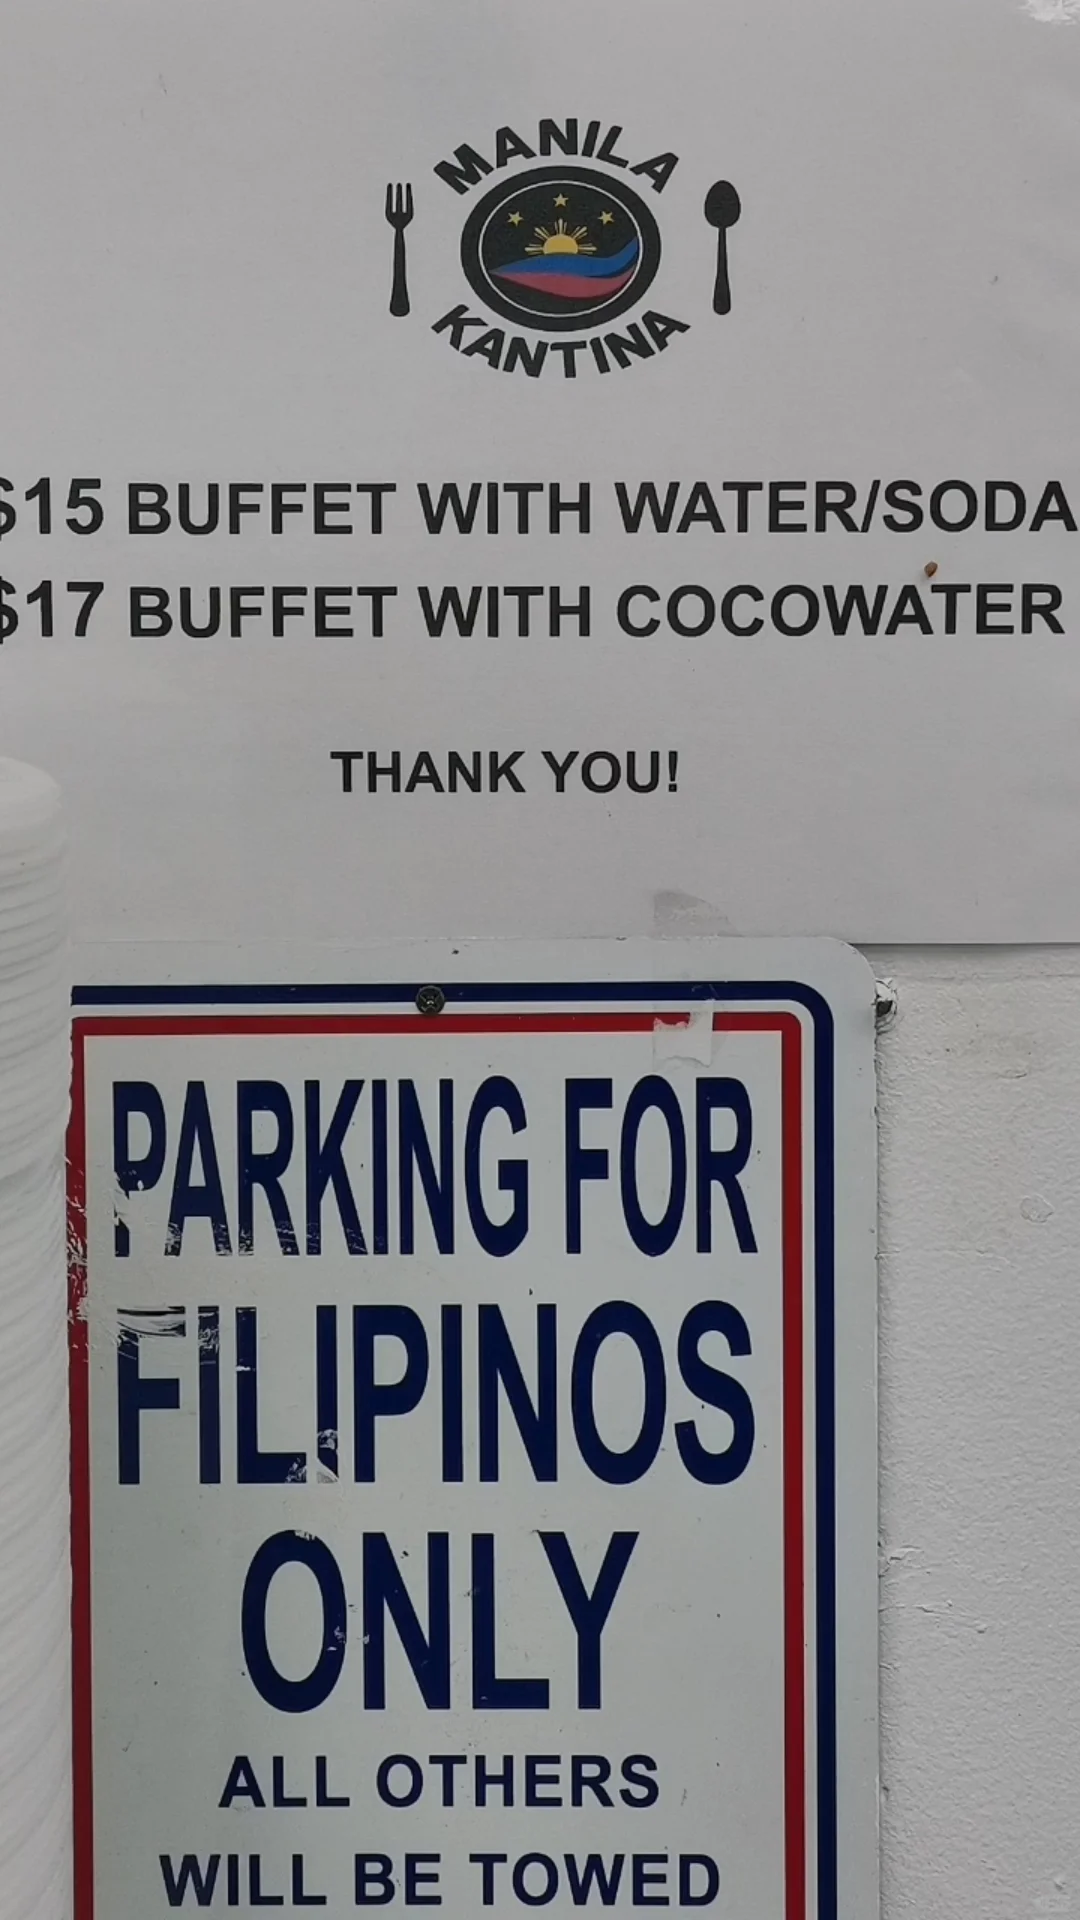 MANILA
KANTINA
$15 BUFFET WITH WATER/SODA
$17 BUFFET WITH COCOWATER
THANK YOU!
PARKING FOR
FILIPINOS
ONLY
ALL OTHERS
WILL BE TOWED